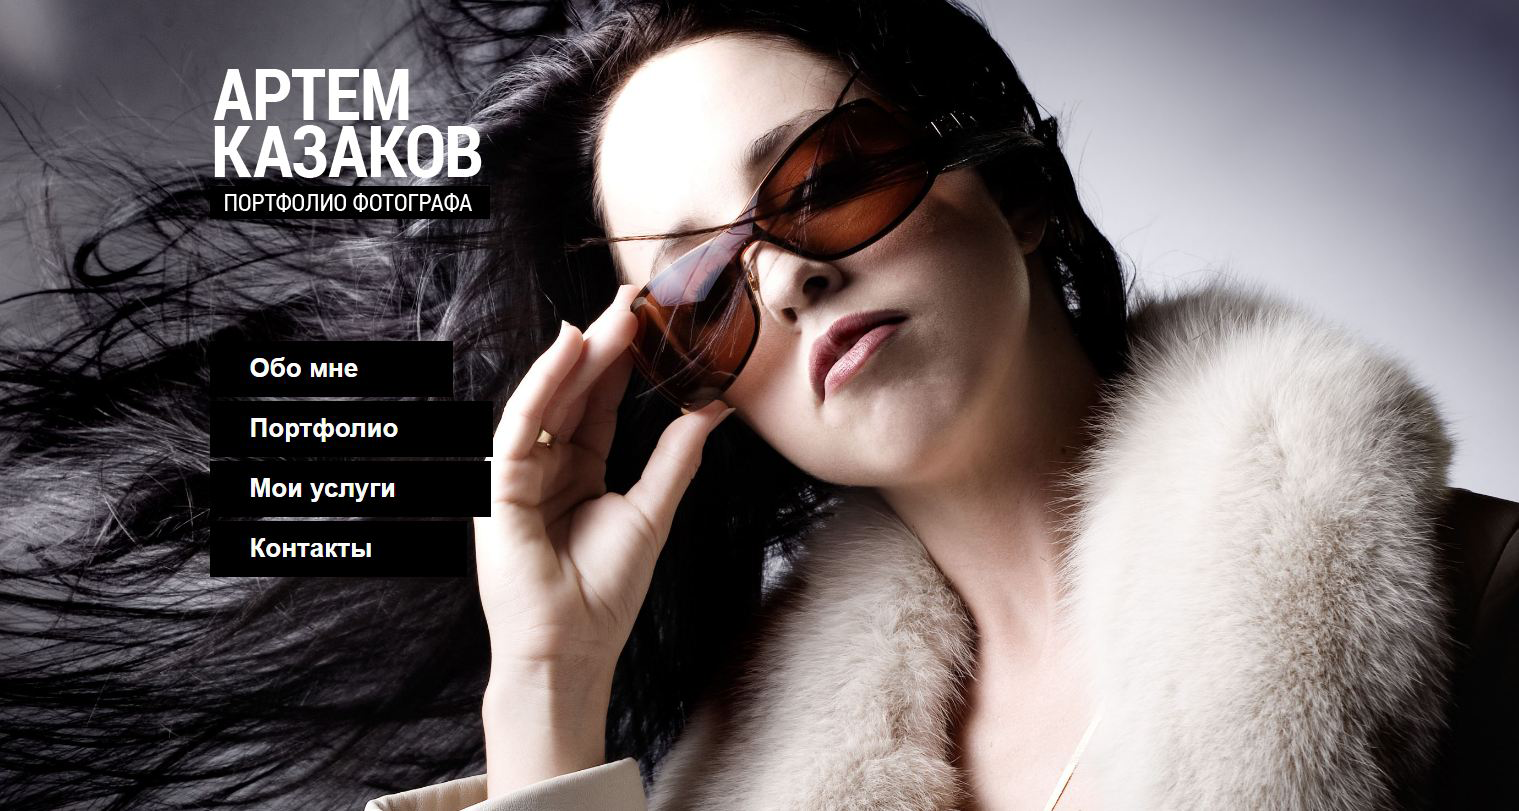 АРТЕМ
КАЗАКОВ
ПОРТФОЛИО ФОТОГРАФА
Обо мне
Портфолио
Мои услуги
Контакты